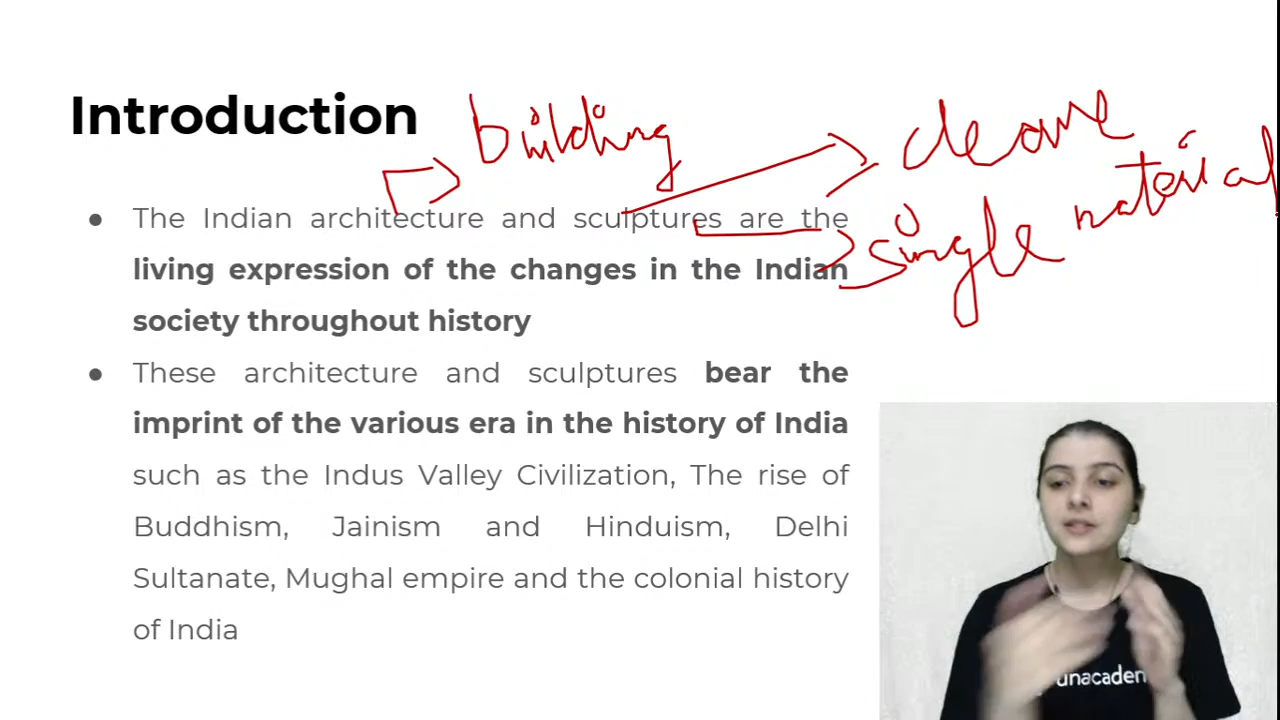 Introduction
building
single material
The Indian architecture and sculptures are the
living expression of the changes in the Indian
society throughout history
These architecture and sculptures bear the
imprint of the various era in the history of India
such as the Indus Valley Civilization, The rise of
Buddhism, Jainism and Hinduism, Delhi
Sultanate, Mughal empire and the colonial history
of India
unacadem